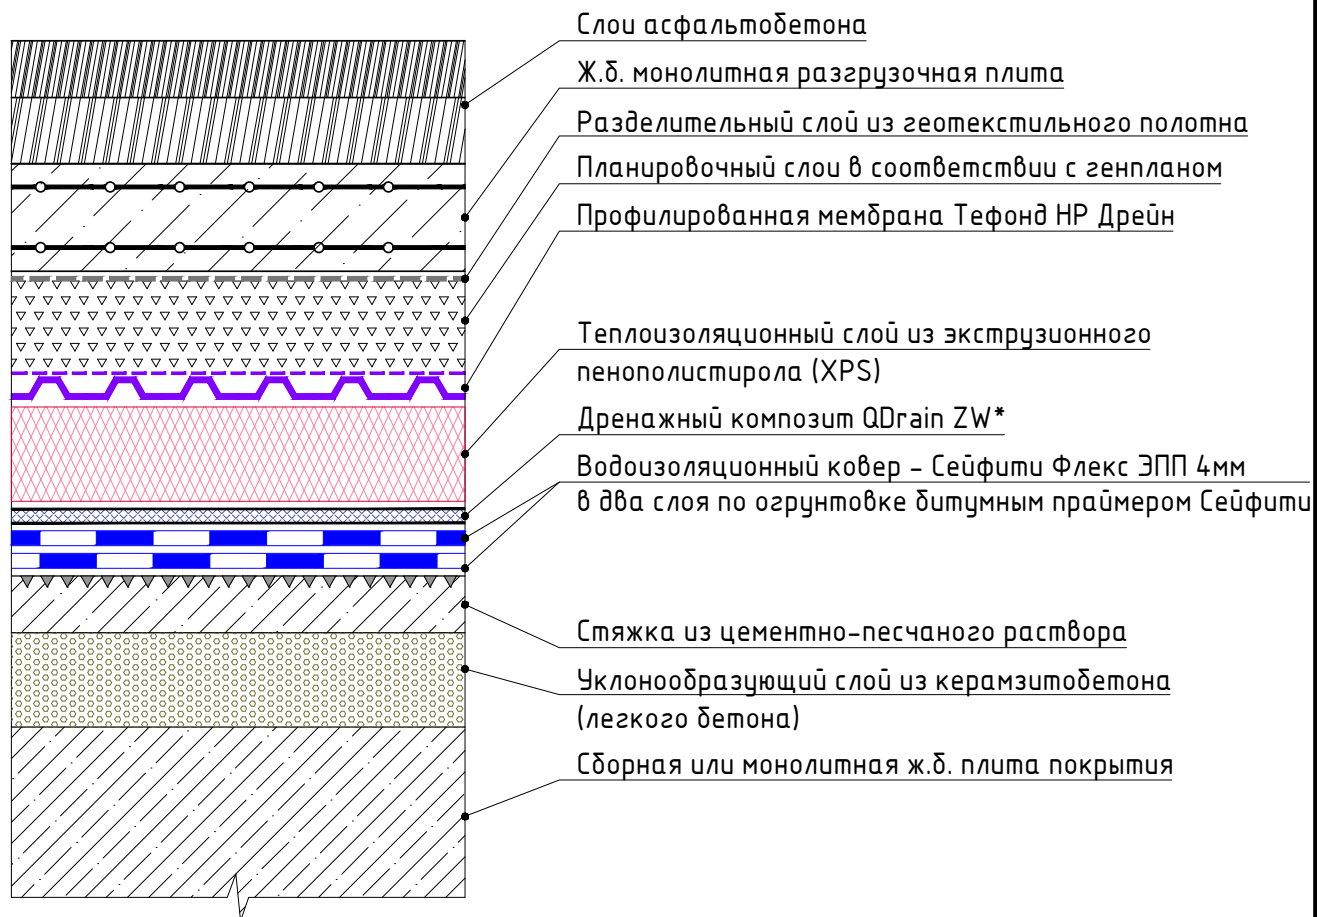 Слои асфальтобетона
Ж.б. монолитная разгрузочная плита
Разделительный слой из геотекстильного полотна
Планировочный слои в соответствии с генпланом
Профилированная мембрана Тефонд HP Дрейн
Теплоизоляционный слой из экструзионного
пенополистирола (XPS)
Дренажный композит QDrain ZW*
Водоизоляционный ковер - Сейфити Флекс ЭПП 4мм
в два слоя по огрунтовке битумным праймером Сейфити
Стяжка из цементно-песчаного раствора
Уклонообразующий слой из керамзитобетона
(легкого бетона)
Сборная или монолитная ж.б. плита покрытия